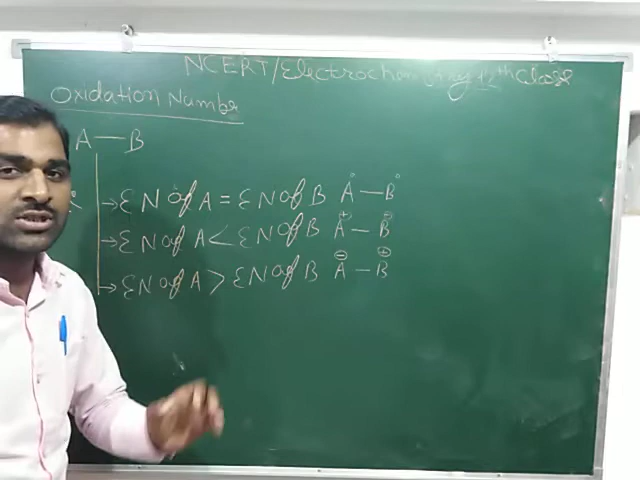 NCERT/Electrochemistry 12th Class
Oxidation Number
A — B
→ EN of A = EN of B A° — B°
→ EN of A < EN of B A⁺ — B⊖
→ EN of A > EN of B A⊖ — B⊕